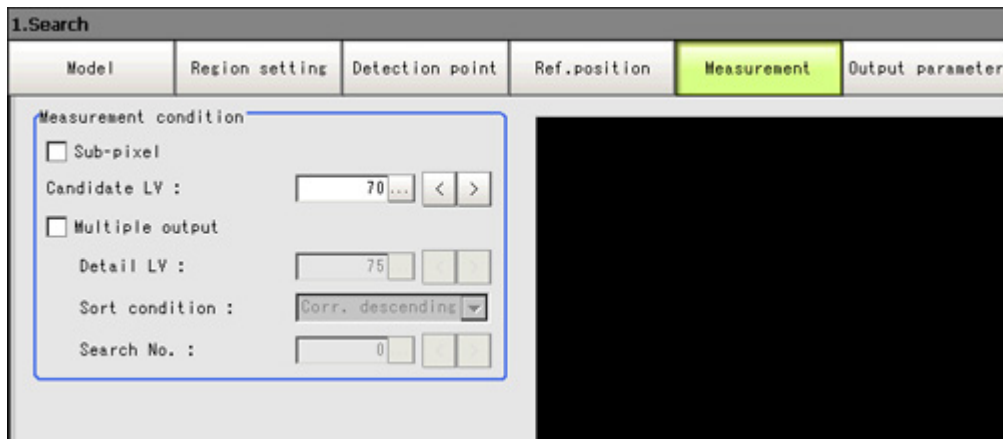 1.Search
Model Region setting Detection point Ref.position Measurement Output parameter
Measurement condition
Sub-pixel
Candidate LV : 70 ... < >
Multiple output
Detail LV : 75 < >
Sort condition : Corr. descending
Search No. : 0 < >